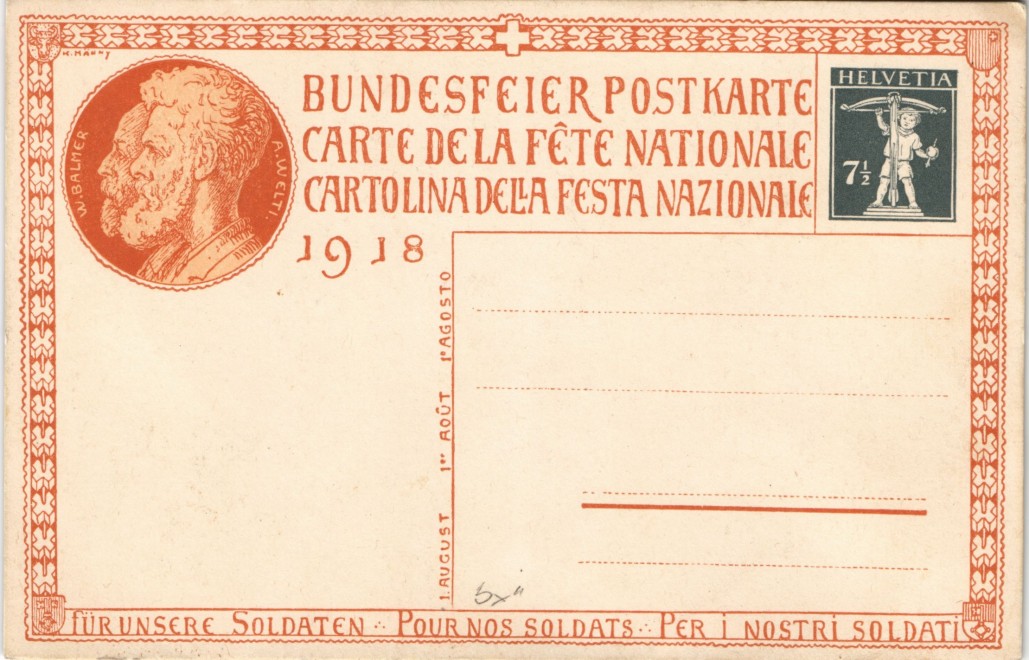 H. MARTY
W. BALMER
A. WELTI.
BUNDESFEIER POSTKARTE
CARTE DE LA FÊTE NATIONALE
CARTOLINA DELLA FESTA NAZIONALE
1918
HELVETIA
7½
1. AUGUST 1er AOÛT 1º AGOSTO
FÜR UNSERE SOLDATEN · POUR NOS SOLDATS · PER I NOSTRI SOLDATI